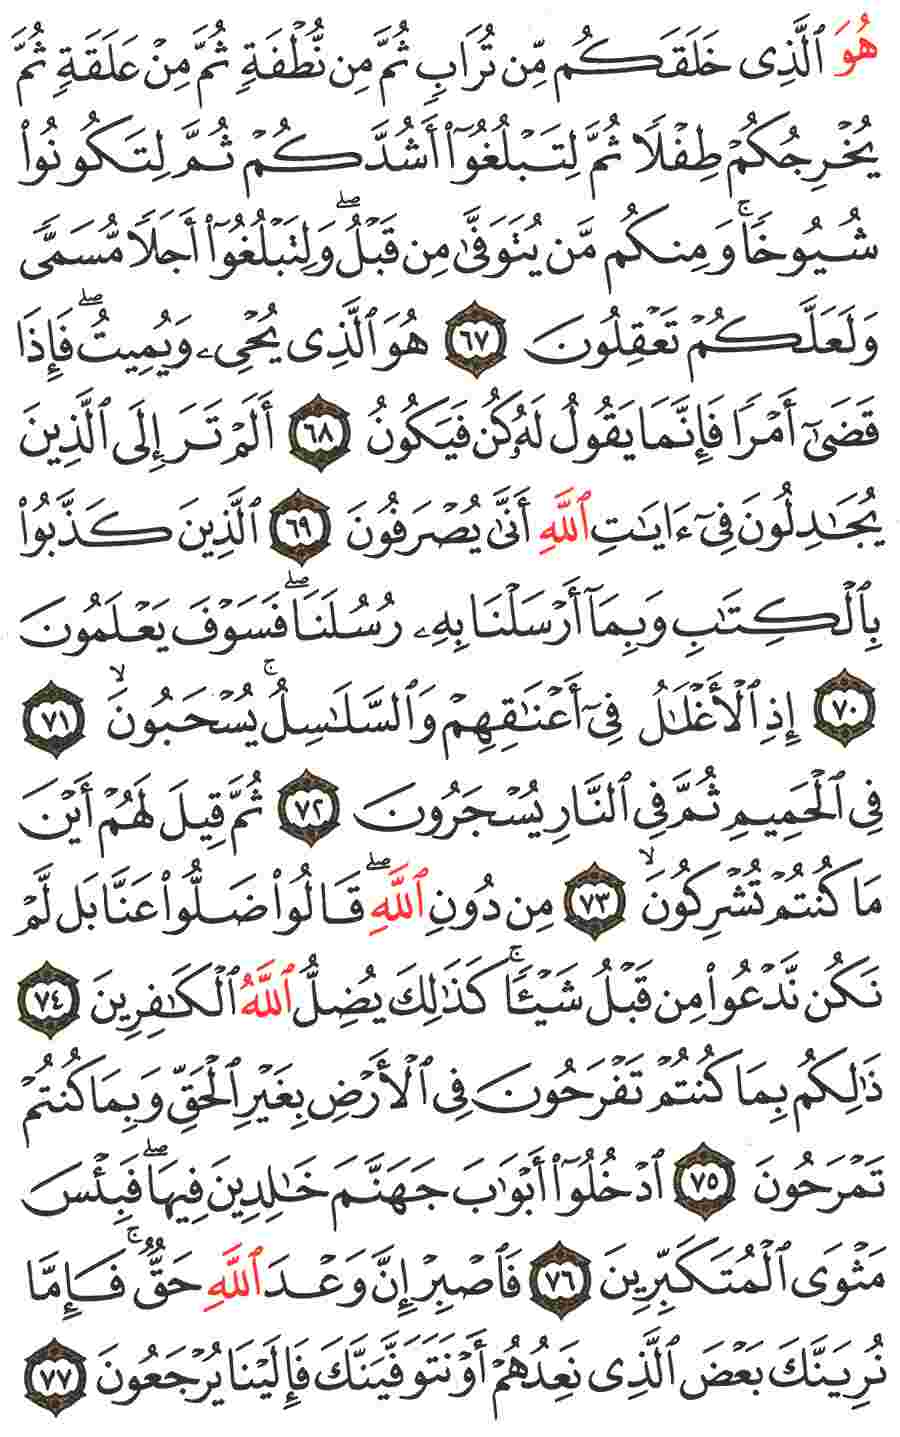 هُوَ ٱلَّذِى خَلَقَكُم مِّن تُرَابٍ ثُمَّ مِن نُّطْفَةٍ ثُمَّ مِنْ عَلَقَةٍ ثُمَّ
يُخْرِجُكُمْ طِفْلًا ثُمَّ لِتَبْلُغُوٓا۟ أَشُدَّكُمْ ثُمَّ لِتَكُونُوا۟
شُيُوخًا ۚ وَمِنكُم مَّن يُتَوَفَّىٰ مِن قَبْلُ ۖ وَلِتَبْلُغُوٓا۟ أَجَلًا مُّسَمًّى
وَلَعَلَّكُمْ تَعْقِلُونَ ٦٧ هُوَ ٱلَّذِى يُحْىِۦ وَيُمِيتُ ۖ فَإِذَا
قَضَىٰٓ أَمْرًا فَإِنَّمَا يَقُولُ لَهُۥ كُن فَيَكُونُ ٦٨ أَلَمْ تَرَ إِلَى ٱلَّذِينَ
يُجَـٰدِلُونَ فِىٓ ءَايَـٰتِ ٱللَّهِ أَنَّىٰ يُصْرَفُونَ ٦٩ ٱلَّذِينَ كَذَّبُوا۟
بِٱلْكِتَـٰبِ وَبِمَآ أَرْسَلْنَا بِهِۦ رُسُلَنَا ۖ فَسَوْفَ يَعْلَمُونَ
٧٠ إِذِ ٱلْأَغْلَـٰلُ فِىٓ أَعْنَـٰقِهِمْ وَٱلسَّلَـٰسِلُ ۚ يُسْحَبُونَ ۙ ٧١
فِى ٱلْحَمِيمِ ثُمَّ فِى ٱلنَّارِ يُسْجَرُونَ ٧٢ ثُمَّ قِيلَ لَهُمْ أَيْنَ
مَا كُنتُمْ تُشْرِكُونَ ۙ ٧٣ مِن دُونِ ٱللَّهِ ۖ قَالُوا۟ ضَلُّوا۟ عَنَّا بَل لَّمْ
نَكُن نَّدْعُوا۟ مِن قَبْلُ شَيْـًٔا ۚ كَذَٰلِكَ يُضِلُّ ٱللَّهُ ٱلْكَـٰفِرِينَ ٧٤
ذَٰلِكُم بِمَا كُنتُمْ تَفْرَحُونَ فِى ٱلْأَرْضِ بِغَيْرِ ٱلْحَقِّ وَبِمَا كُنتُمْ
تَمْرَحُونَ ٧٥ ٱدْخُلُوٓا۟ أَبْوَٰبَ جَهَنَّمَ خَـٰلِدِينَ فِيهَا ۖ فَبِئْسَ
مَثْوَى ٱلْمُتَكَبِّرِينَ ٧٦ فَٱصْبِرْ إِنَّ وَعْدَ ٱللَّهِ حَقٌّ ۚ فَإِمَّا
نُرِيَنَّكَ بَعْضَ ٱلَّذِى نَعِدُهُمْ أَوْ نَتَوَفَّيَنَّكَ فَإِلَيْنَا يُرْجَعُونَ ٧٧